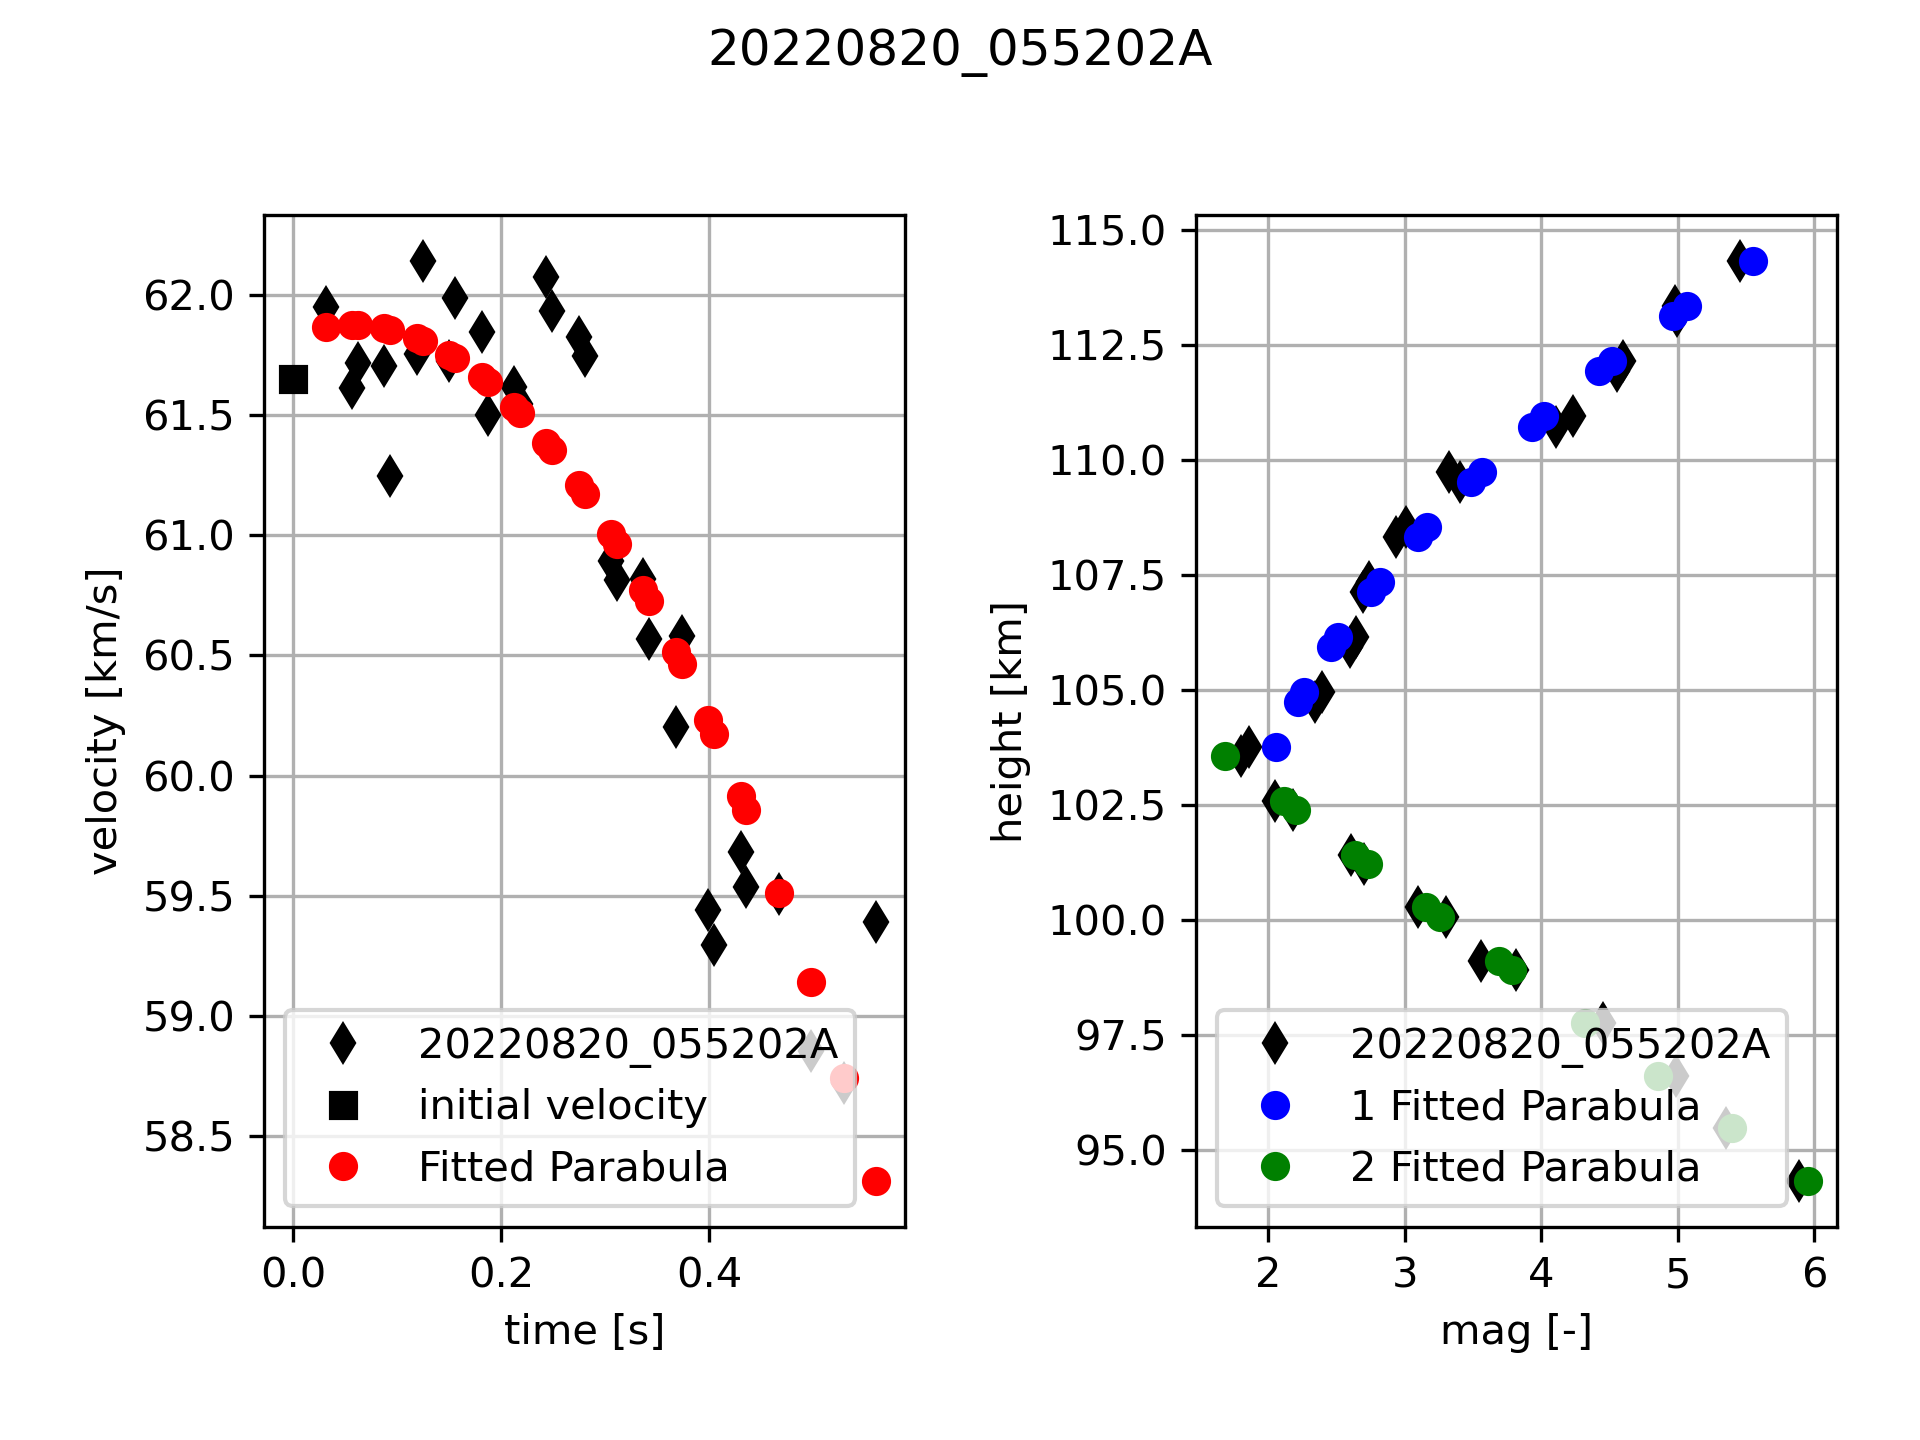 20220820_055202A
velocity [km/s]
62.0
61.5
61.0
60.5
60.0
59.5
59.0
58.5
20220820_055202A
initial velocity
Fitted Parabula
0.0 0.2 0.4
time [s]
height [km]
115.0
112.5
110.0
107.5
105.0
102.5
100.0
97.5
95.0
20220820_055202A
1 Fitted Parabula
2 Fitted Parabula
2 3 4 5 6
mag [-]